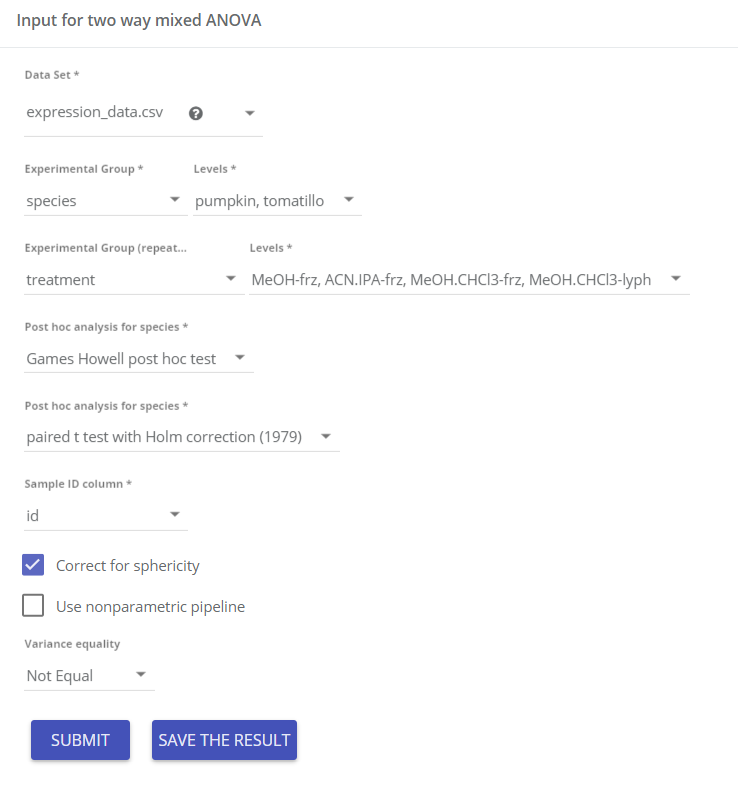 Input for two way mixed ANOVA
Data Set *
expression_data.csv
Experimental Group * Levels *
species pumpkin, tomatillo
Experimental Group (repeat... Levels *
treatment MeOH-frz, ACN.IPA-frz, MeOH.CHCl3-frz, MeOH.CHCl3-lyph
Post hoc analysis for species *
Games Howell post hoc test
Post hoc analysis for species *
paired t test with Holm correction (1979)
Sample ID column *
id
Correct for sphericity
Use nonparametric pipeline
Variance equality
Not Equal
SUBMIT SAVE THE RESULT